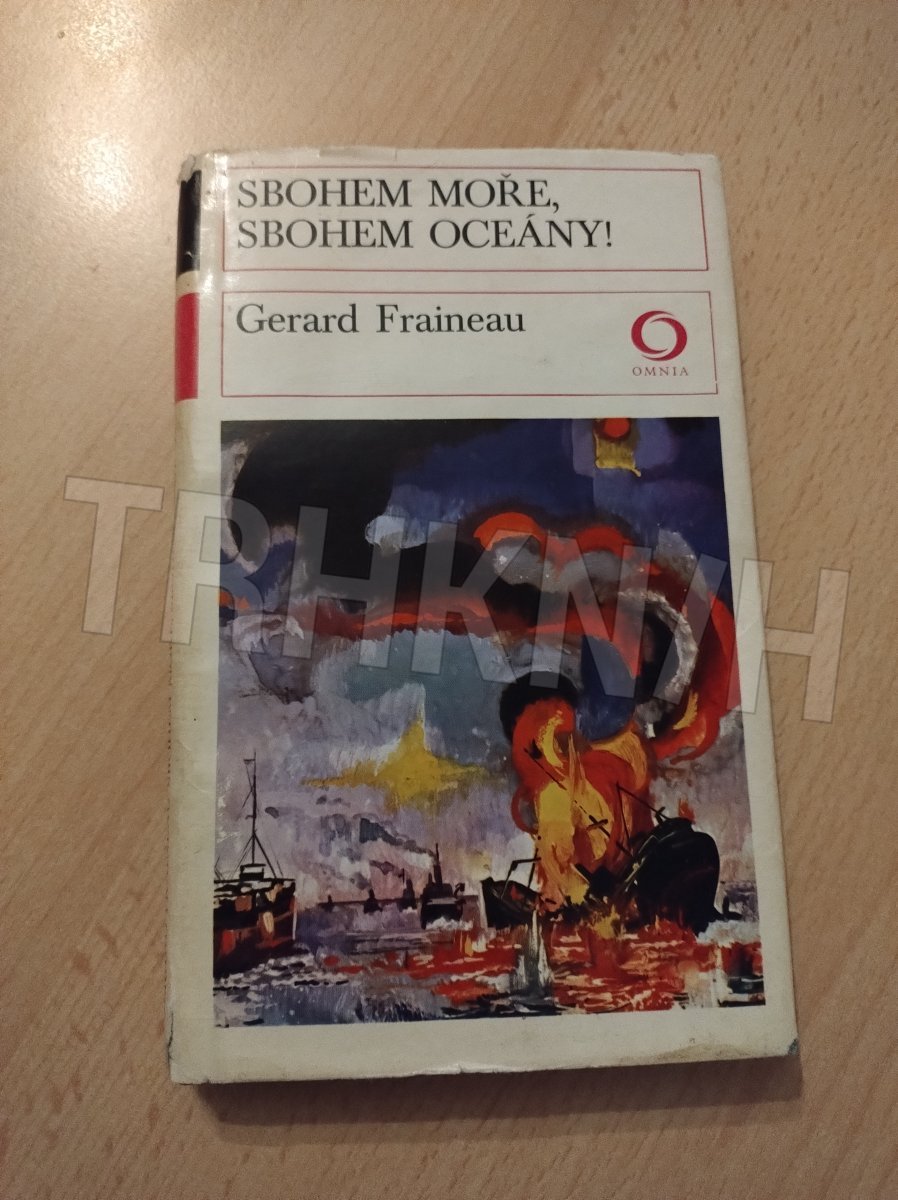 SBOHEM MOŘE,
SBOHEM OCEÁNY!
Gerard Fraineau
OMNIA
TRHKNIH